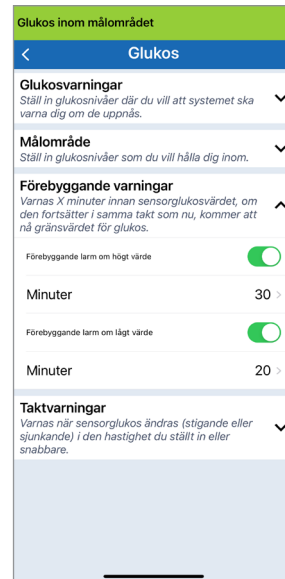 Glukos inom målområdet
Glukos
Glukosvarningar
Ställ in glukosnivåer där du vill att systemet ska
varna dig om de uppnås.
Målområde
Ställ in glukosnivåer som du vill hålla dig inom.
Förebyggande varningar
Varnas X minuter innan sensorglukosvärdet, om
den fortsätter i samma takt som nu, kommer att
nå gränsvärdet för glukos.
Förebyggande larm om högt värde
Minuter 30
Förebyggande larm om lågt värde
Minuter 20
Taktvarningar
Varnas när sensorglukos ändras (stigande eller
sjunkande) i den hastighet du ställt in eller
snabbare.